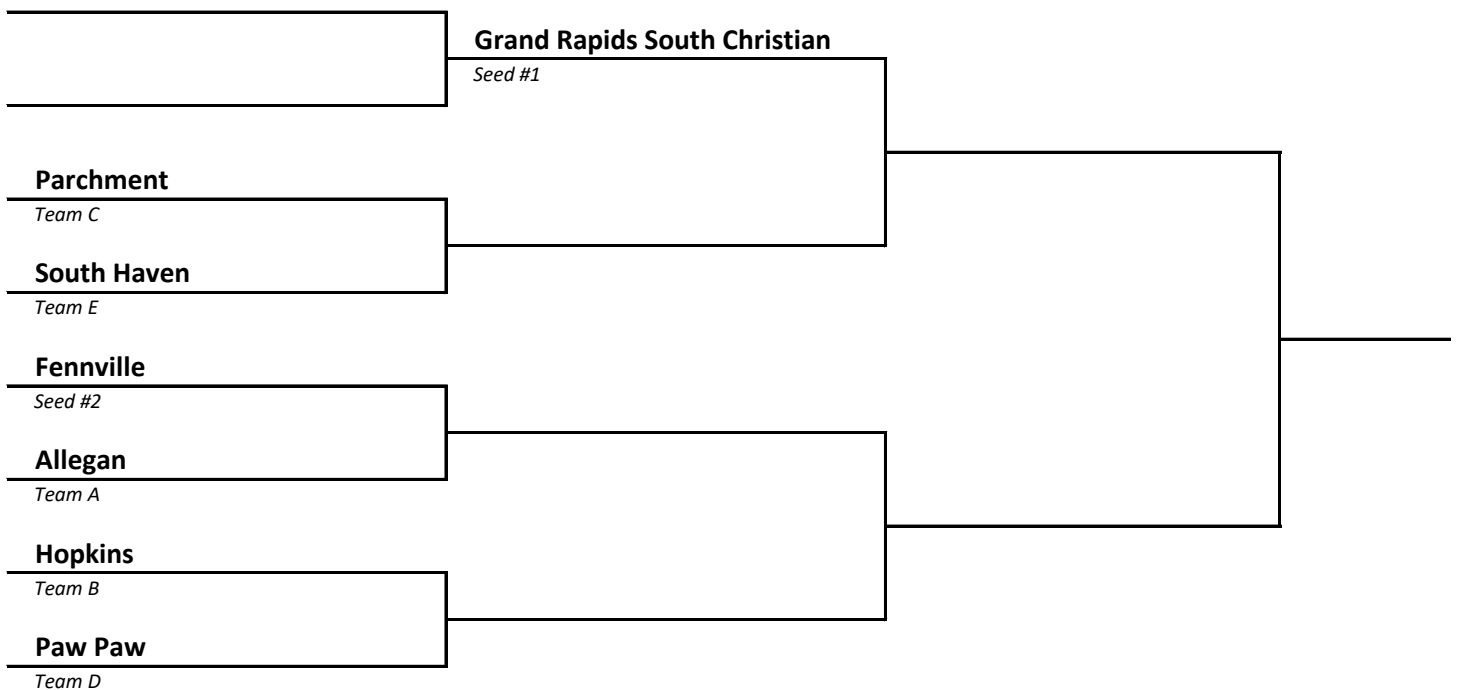 Grand Rapids South Christian
Seed #1
Parchment
Team C
South Haven
Team E
Fennville
Seed #2
Allegan
Team A
Hopkins
Team B
Paw Paw
Team D